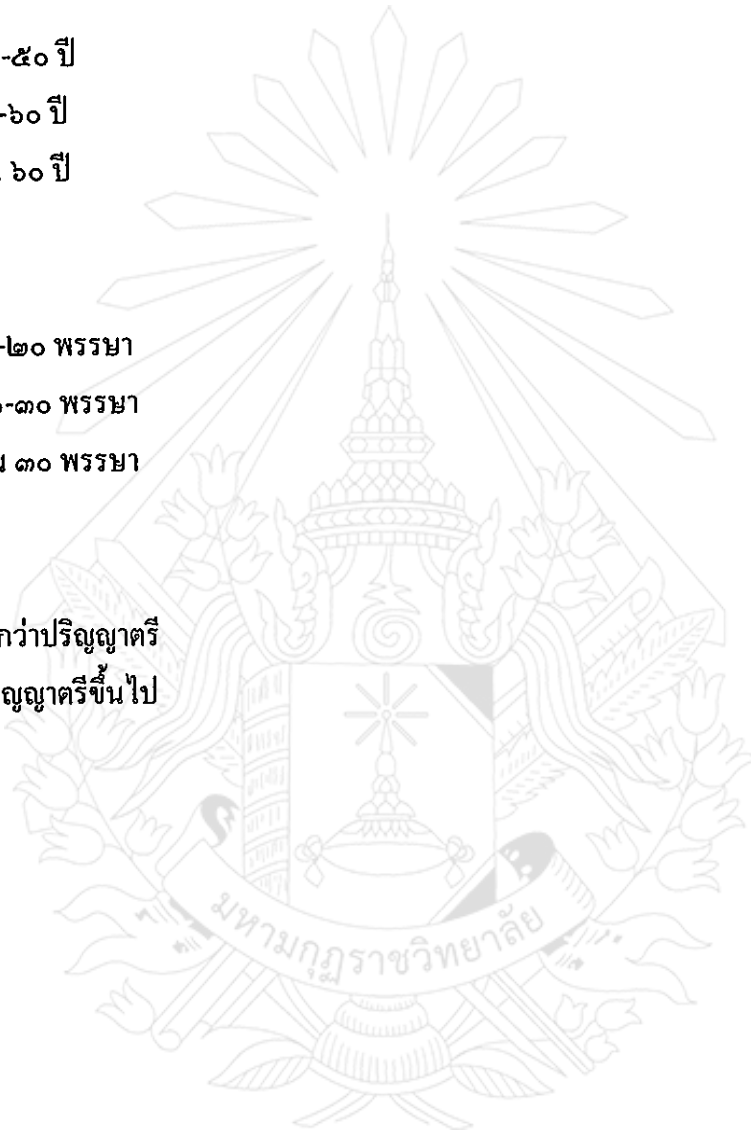 -๕๐ ปี
-๖๐ ปี
๖๐ ปี
-๒๐ พรรษา
-๓๐ พรรษา
๓๐ พรรษา
กว่าปริญญาตรี
ญญาตรีขึ้นไป
มหามกุฏราชวิทยาลัย